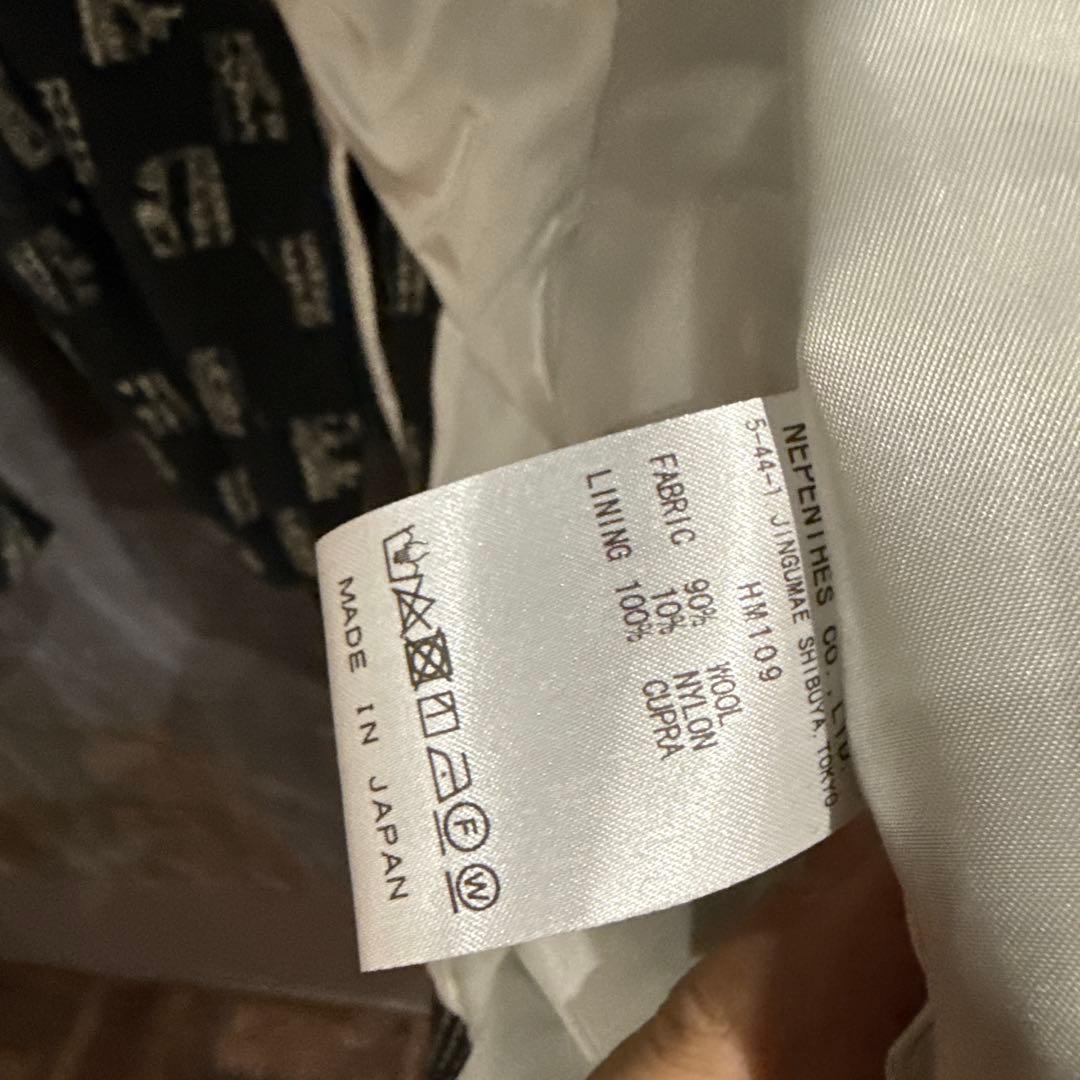 NEPENTHES CO., LTD.
5-44-1 JINGUMAE SHIBUYA, TOKYO
HM109
FABRIC 90% WOOL
10% NYLON
LINING 100% CUPRA
F
W
MADE IN JAPAN